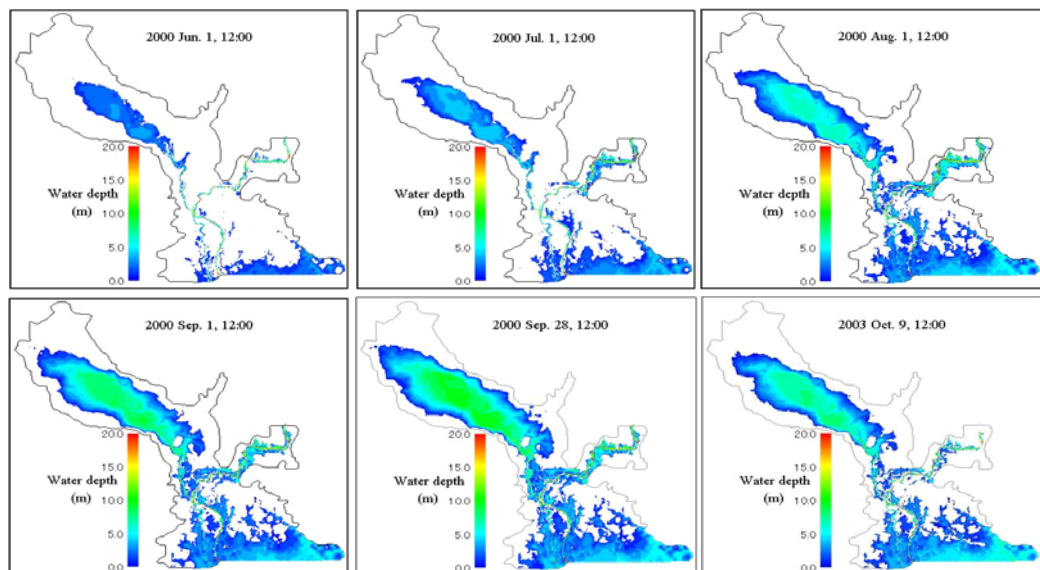 2000 Jun. 1, 12:00
20.0
Water depth
15.0
(m)
10.0
5.0
0.0
2000 Jul. 1, 12:00
20.0
Water depth
15.0
(m)
10.0
5.0
0.0
2000 Aug. 1, 12:00
20.0
Water depth
15.0
(m)
10.0
5.0
0.0
2000 Sep. 1, 12:00
20.0
Water depth
15.0
(m)
10.0
5.0
0.0
2000 Sep. 28, 12:00
20.0
Water depth
15.0
(m)
10.0
5.0
0.0
2003 Oct. 9, 12:00
20.0
Water depth
15.0
(m)
10.0
5.0
0.0